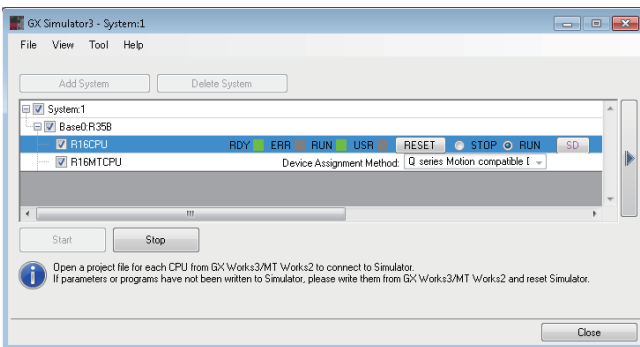 GX Simulator3 - System:1
File View Tool Help
Add System Delete System
System:1
Base0:R35B
R16CPU RDY ERR RUN USR RESET STOP RUN SD
R16MTCPU Device Assignment Method: Q series Motion compatible
Start Stop
Open a project file for each CPU from GX Works3/MT Works2 to connect to Simulator.
If parameters or programs have not been written to Simulator, please write them from GX Works3/MT Works2 and reset Simulator.
Close